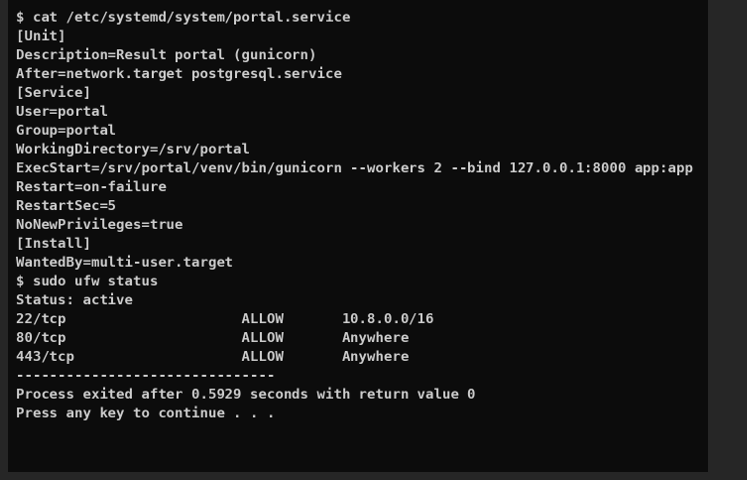 $ cat /etc/systemd/system/portal.service
[Unit]
Description=Result portal (gunicorn)
After=network.target postgresql.service
[Service]
User=portal
Group=portal
WorkingDirectory=/srv/portal
ExecStart=/srv/portal/venv/bin/gunicorn --workers 2 --bind 127.0.0.1:8000 app:app
Restart=on-failure
RestartSec=5
NoNewPrivileges=true
[Install]
WantedBy=multi-user.target
$ sudo ufw status
Status: active
22/tcp                     ALLOW       10.8.0.0/16
80/tcp                     ALLOW       Anywhere
443/tcp                    ALLOW       Anywhere
-------------------------------
Process exited after 0.5929 seconds with return value 0
Press any key to continue . . .